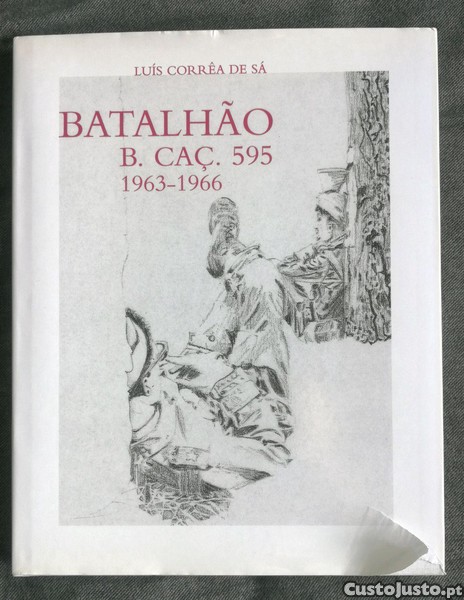 LUÍS CORRÊA DE SÁ
BATALHÃO
B. CAÇ. 595
1963-1966
CustoJusto.pt